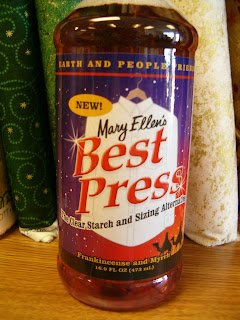 EARTH AND PEOPLE FRIENDLY
NEW!
Mary Ellen's
Best
Press
Clear Starch and Sizing Alternative
Frankincense and Myrrh
16.9 FL OZ (472 mL)